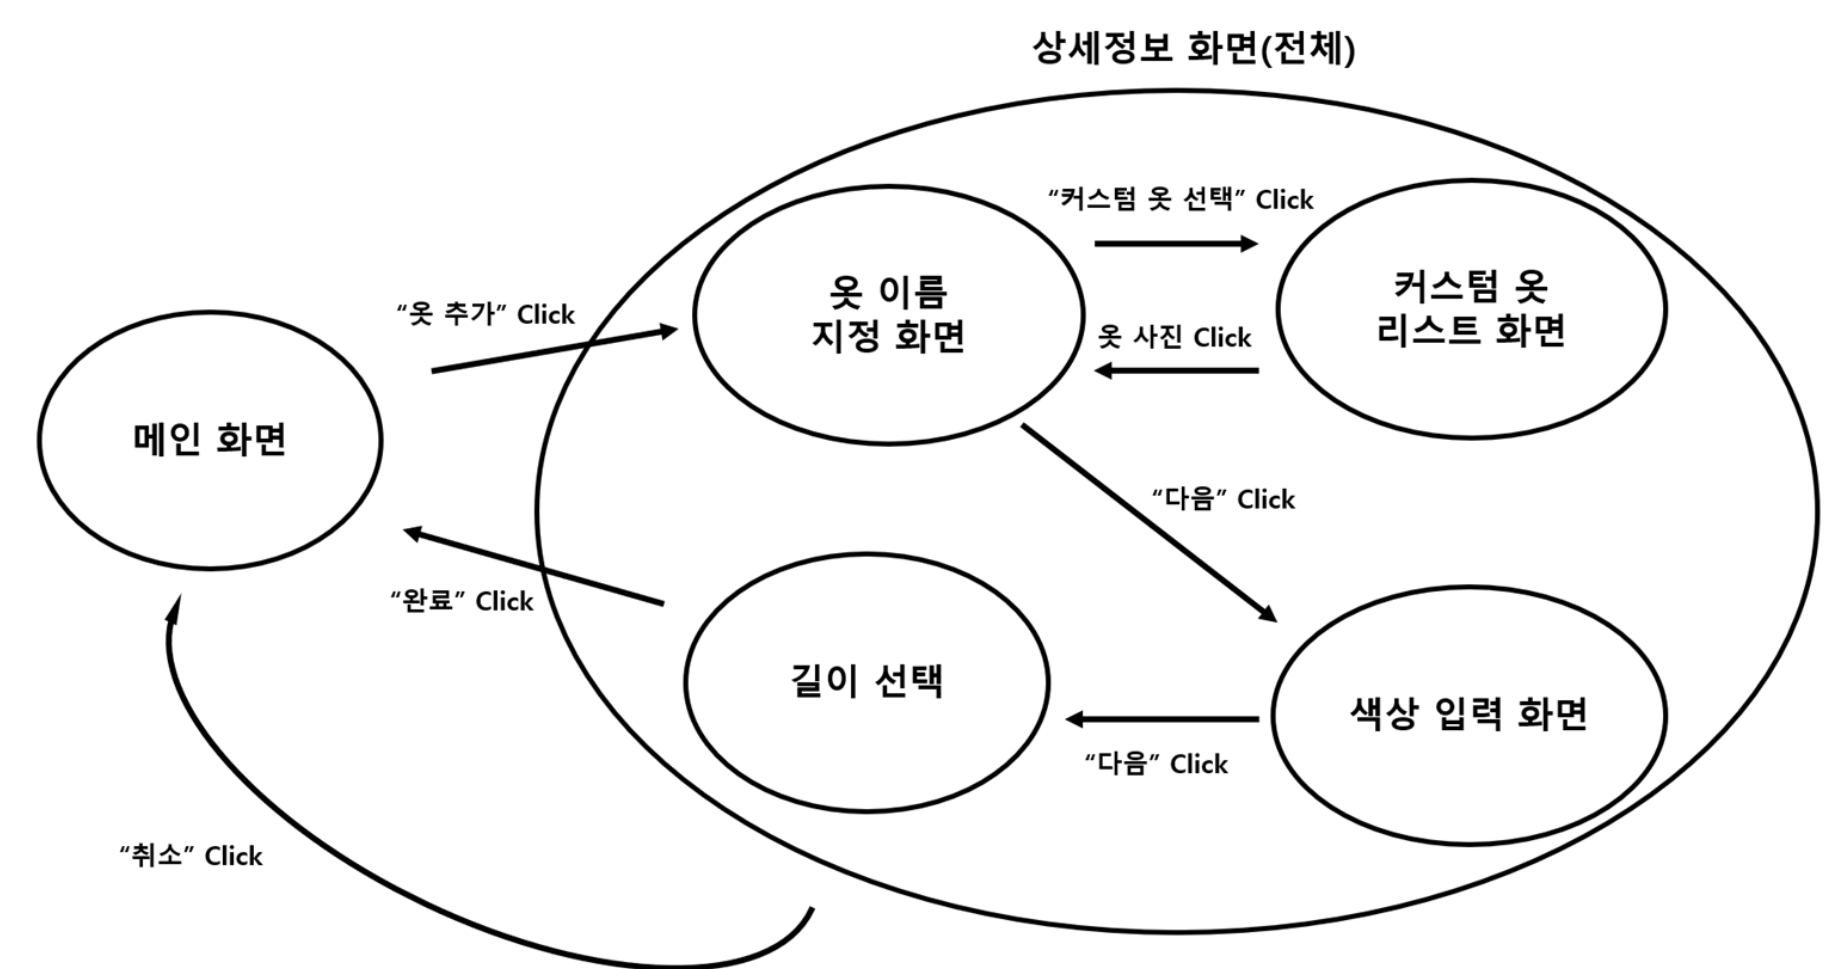 상세정보 화면(전체)
“커스텀 옷 선택” Click
옷 이름
지정 화면
커스텀 옷
리스트 화면
“옷 추가” Click
옷 사진 Click
메인 화면
“다음” Click
“완료” Click
길이 선택
색상 입력 화면
“다음” Click
“취소” Click